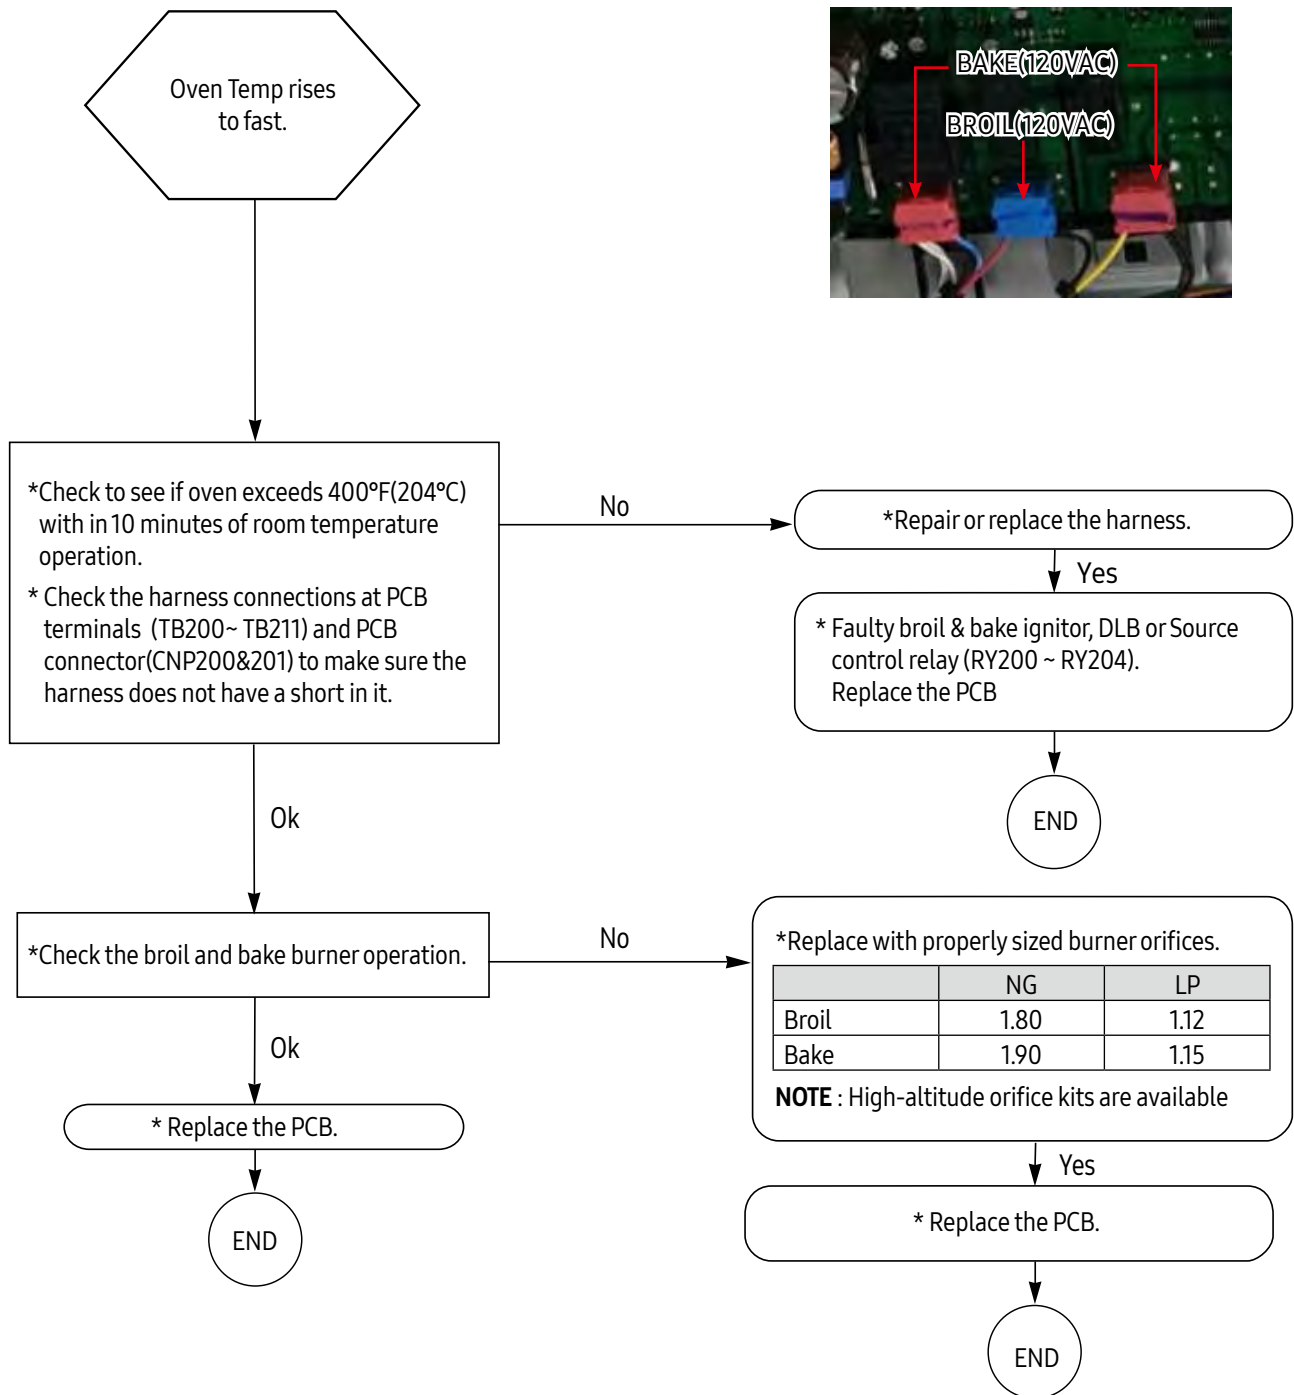 Oven Temp rises
to fast.
BAKE(120VAC)
BROIL(120VAC)
*Check to see if oven exceeds 400°F(204°C)
with in 10 minutes of room temperature
operation.
* Check the harness connections at PCB
terminals (TB200~ TB211) and PCB
connector(CNP200&201) to make sure the
harness does not have a short in it.
No
*Repair or replace the harness.
Yes
* Faulty broil & bake ignitor, DLB or Source
control relay (RY200 ~ RY204).
Replace the PCB
END
Ok
*Check the broil and bake burner operation.
No
*Replace with properly sized burner orifices.
NG LP
Broil 1.80 1.12
Bake 1.90 1.15
NOTE : High-altitude orifice kits are available
Ok
* Replace the PCB.
END
Yes
* Replace the PCB.
END